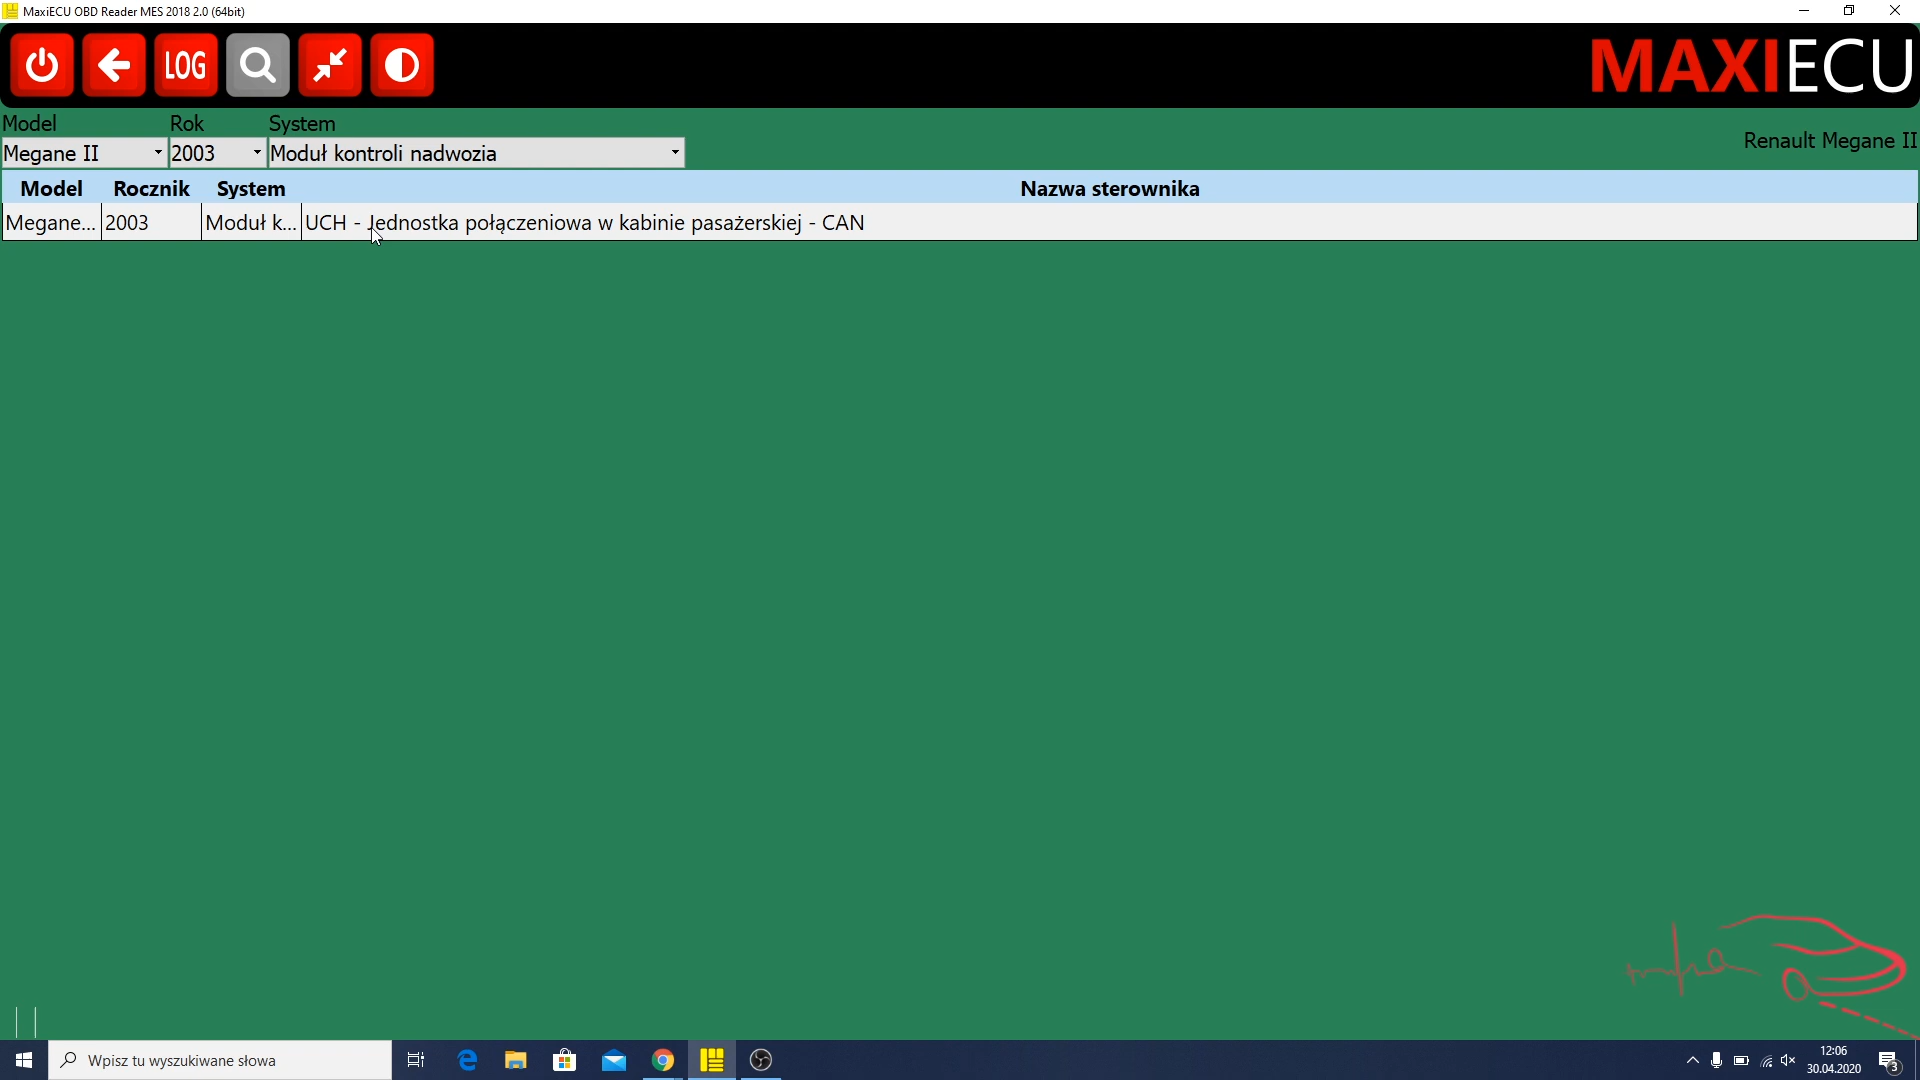 MaxiECU OBD Reader MES 2018 2.0 (64bit)
LOG
MAXIECU
Model Rok System
Megane II 2003 Moduł kontroli nadwozia
Renault Megane II
Model Rocznik System Nazwa sterownika
Megane... 2003 Moduł k... UCH - Jednostka połączeniowa w kabinie pasażerskiej - CAN
Wpisz tu wyszukiwane słowa
12:06
30.04.2020
3